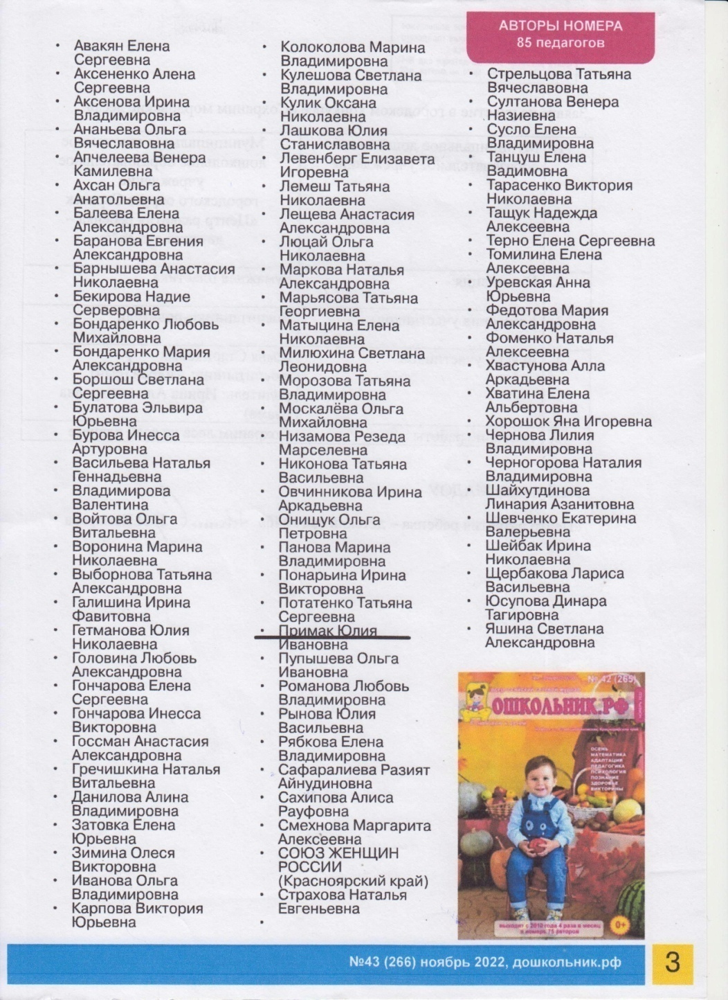 АВТОРЫ НОМЕРА
85 педагогов
• Авакян Елена
Сергеевна
• Аксененко Алена
Сергеевна
• Аксенова Ирина
Владимировна
• Ананьева Ольга
Вячеславовна
• Апчелеева Венера
Камилевна
• Ахсан Ольга
Анатольевна
• Балеева Елена
Александровна
• Баранова Евгения
Александровна
• Барнышева Анастасия
Николаевна
• Бекирова Надие
Серверовна
• Бондаренко Любовь
Михайловна
• Бондаренко Мария
Александровна
• Боршош Светлана
Сергеевна
• Булатова Эльвира
Юрьевна
• Бурова Инесса
Артуровна
• Васильева Наталья
Геннадьевна
• Владимирова
Валентина
• Войтова Ольга
Витальевна
• Воронина Марина
Николаевна
• Выборнова Татьяна
Александровна
• Галишина Ирина
Фавитовна
• Гетманова Юлия
Николаевна
• Головина Любовь
Александровна
• Гончарова Елена
Сергеевна
• Гончарова Инесса
Викторовна
• Госсман Анастасия
Александровна
• Гречишкина Наталья
Витальевна
• Данилова Алина
Владимировна
• Затовка Елена
Юрьевна
• Зимина Олеся
Викторовна
• Иванова Ольга
Владимировна
• Карпова Виктория
Юрьевна
• Колоколова Марина
Владимировна
• Кулешова Светлана
Владимировна
• Кулик Оксана
Николаевна
• Лашкова Юлия
Станиславовна
• Левенберг Елизавета
Игоревна
• Лемеш Татьяна
Николаевна
• Лещева Анастасия
Александровна
• Люцай Ольга
Николаевна
• Маркова Наталья
Александровна
• Марьясова Татьяна
Георгиевна
• Матыцина Елена
Николаевна
• Милюхина Светлана
Леонидовна
• Морозова Татьяна
Владимировна
• Москалёва Ольга
Михайловна
• Низамова Резеда
Марселевна
• Никонова Татьяна
Васильевна
• Овчинникова Ирина
Аркадьевна
• Онищук Ольга
Петровна
• Панова Марина
Владимировна
• Понарьина Ирина
Викторовна
• Потатенко Татьяна
Сергеевна
• Примак Юлия
Ивановна
• Пупышева Ольга
Ивановна
• Романова Любовь
Владимировна
• Рынова Юлия
Васильевна
• Рябкова Елена
Владимировна
• Сафаралиева Разият
Айнудиновна
• Сахипова Алиса
Рауфовна
• Смехнова Маргарита
Алексеевна
• СОЮЗ ЖЕНЩИН
РОССИИ
(Красноярский край)
• Страхова Наталья
Евгеньевна
•
• Стрельцова Татьяна
Вячеславовна
• Султанова Венера
Назиевна
• Сусло Елена
Владимировна
• Танцуш Елена
Вадимовна
• Тарасенко Виктория
Николаевна
• Тащук Надежда
Алексеевна
• Терно Елена Сергеевна
• Томилина Елена
Алексеевна
• Уревская Анна
Юрьевна
• Федотова Мария
Александровна
• Фоменко Наталья
Алексеевна
• Хвастунова Алла
Аркадьевна
• Хватина Елена
Альбертовна
• Хорошок Яна Игоревна
• Чернова Лилия
Владимировна
• Черногорова Наталия
Владимировна
• Шайхутдинова
Линария Азанитовна
• Шевченко Екатерина
Валерьевна
• Шейбак Ирина
Николаевна
• Щербакова Лариса
Васильевна
• Юсупова Динара
Тагировна
• Яшина Светлана
Александровна
№ 42 (265)
ОШКОЛЬНИК.РФ
ОСЕНЬ
МАТЕМАТИКА
АДАПТАЦИЯ
ПЕДАГОГИКА
ПСИХОЛОГИЯ
ПОЗНАНИЕ
ЗДОРОВЬЕ
ВИКТОРИНЫ
выходит с 2010 года 4 раза в месяц
в номере 75 авторов
0+
№43 (266) ноябрь 2022, дошкольник.рф
3